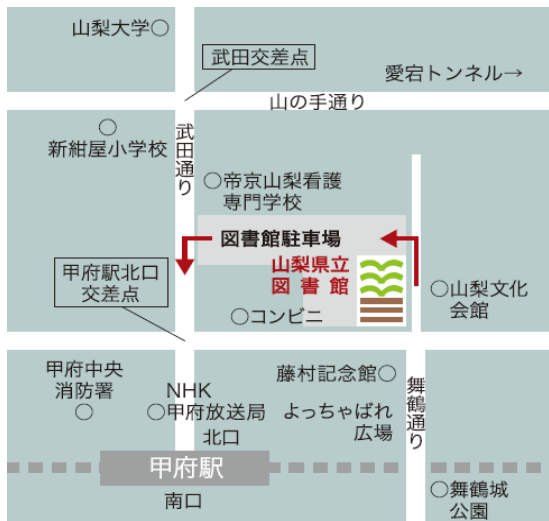 山梨大学
武田交差点
愛宕トンネル→
山の手通り
新紺屋小学校
武田通り
帝京山梨看護
専門学校
図書館駐車場
山梨県立
図書館
甲府駅北口
交差点
山梨文化
会館
コンビニ
甲府中央
消防署
NHK
甲府放送局
藤村記念館
よっちゃばれ
広場
舞鶴通り
北口
甲府駅
南口
舞鶴城
公園